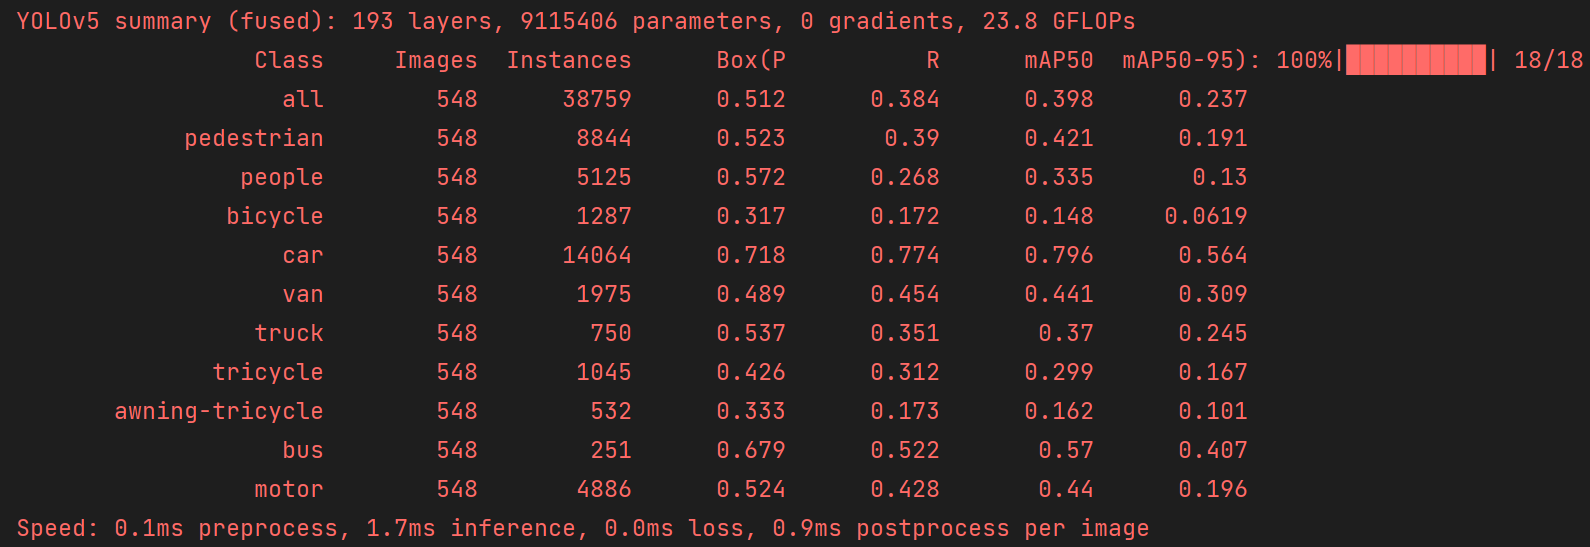 YOLOv5 summary (fused): 193 layers, 9115406 parameters, 0 gradients, 23.8 GFLOPs
Class Images Instances Box(P R mAP50 mAP50-95): 100%|██████████| 18/18
all 548 38759 0.512 0.384 0.398 0.237
pedestrian 548 8844 0.523 0.39 0.421 0.191
people 548 5125 0.572 0.268 0.335 0.13
bicycle 548 1287 0.317 0.172 0.148 0.0619
car 548 14064 0.718 0.774 0.796 0.564
van 548 1975 0.489 0.454 0.441 0.309
truck 548 750 0.537 0.351 0.37 0.245
tricycle 548 1045 0.426 0.312 0.299 0.167
awning-tricycle 548 532 0.333 0.173 0.162 0.101
bus 548 251 0.679 0.522 0.57 0.407
motor 548 4886 0.524 0.428 0.44 0.196
Speed: 0.1ms preprocess, 1.7ms inference, 0.0ms loss, 0.9ms postprocess per image